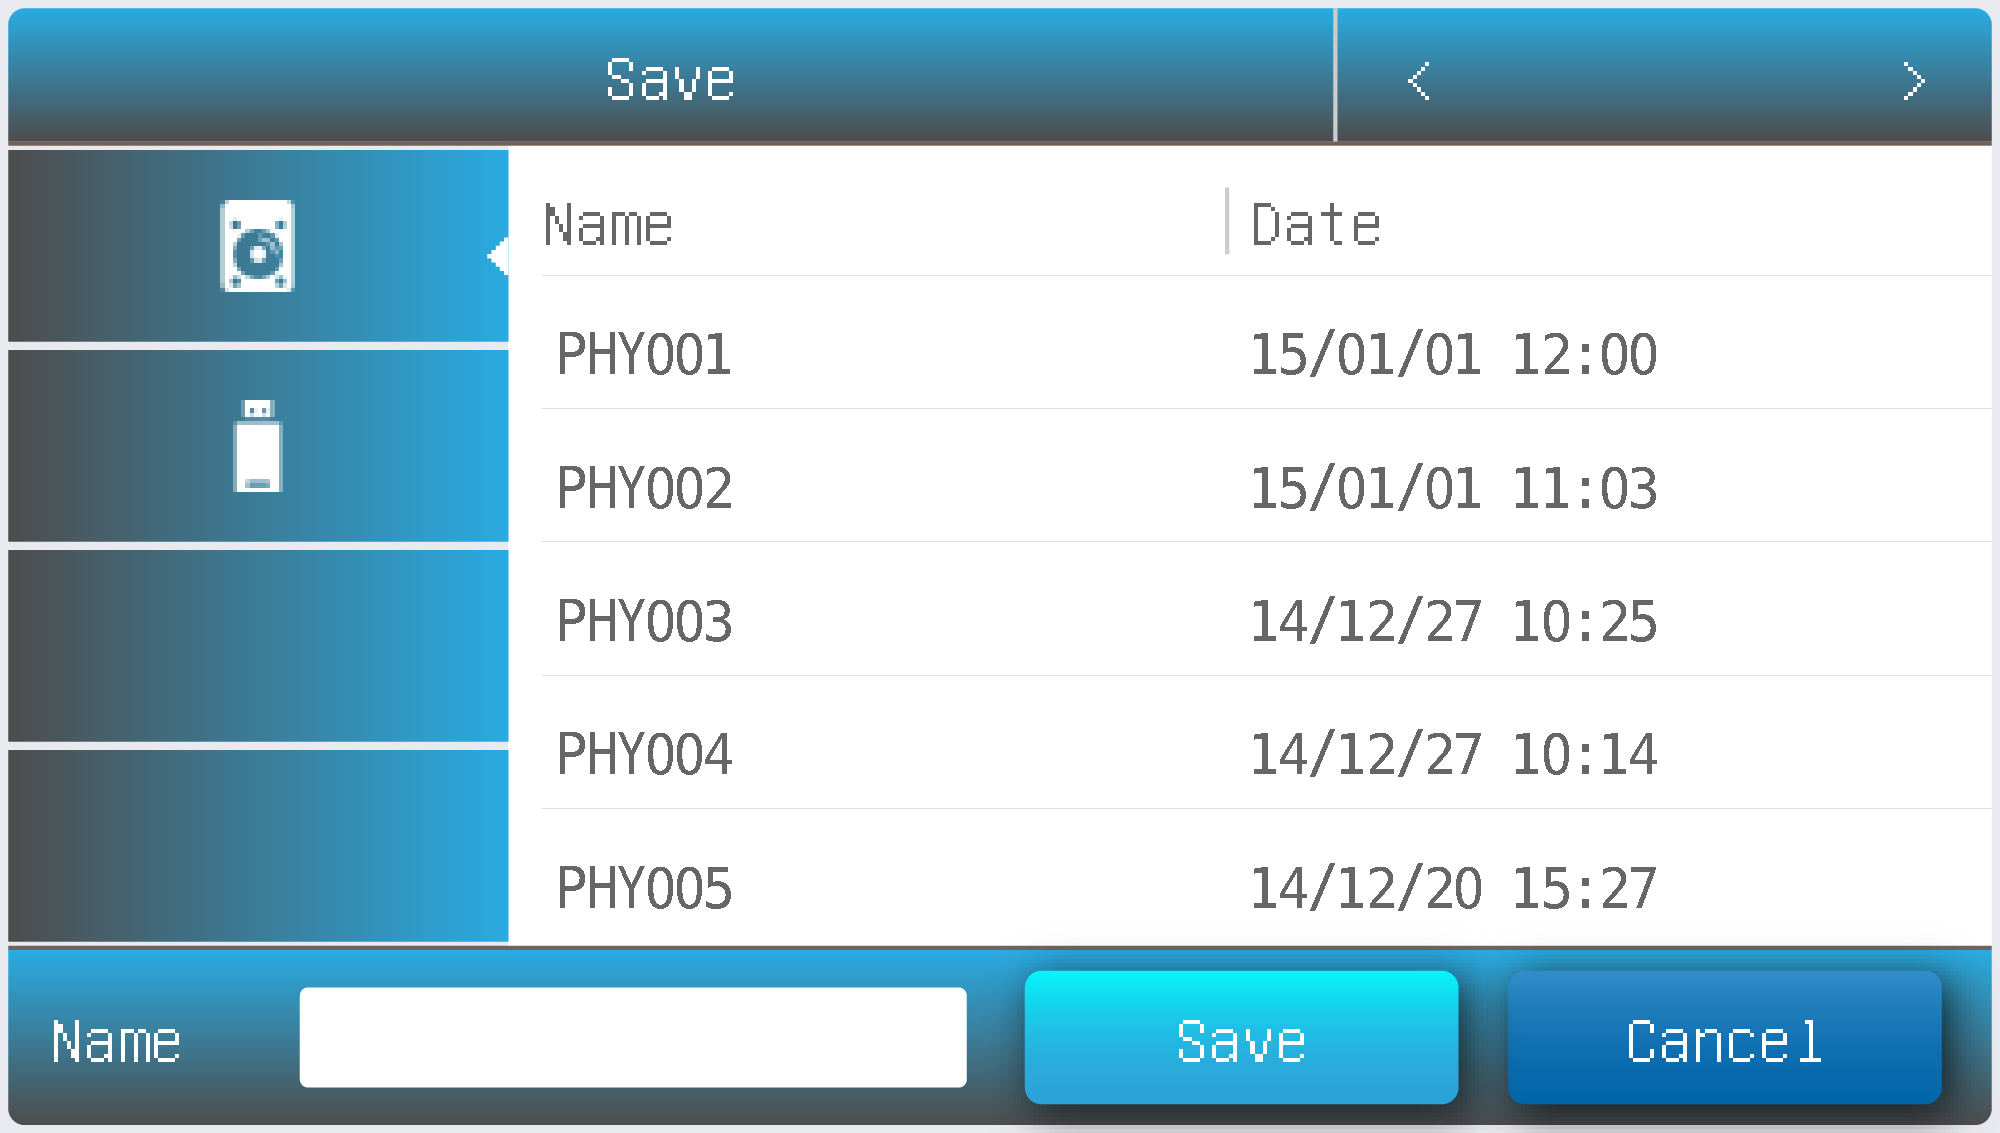 Save < >
Name Date
PHY001 15/01/01 12:00
PHY002 15/01/01 11:03
PHY003 14/12/27 10:25
PHY004 14/12/27 10:14
PHY005 14/12/20 15:27
Name Save Cancel